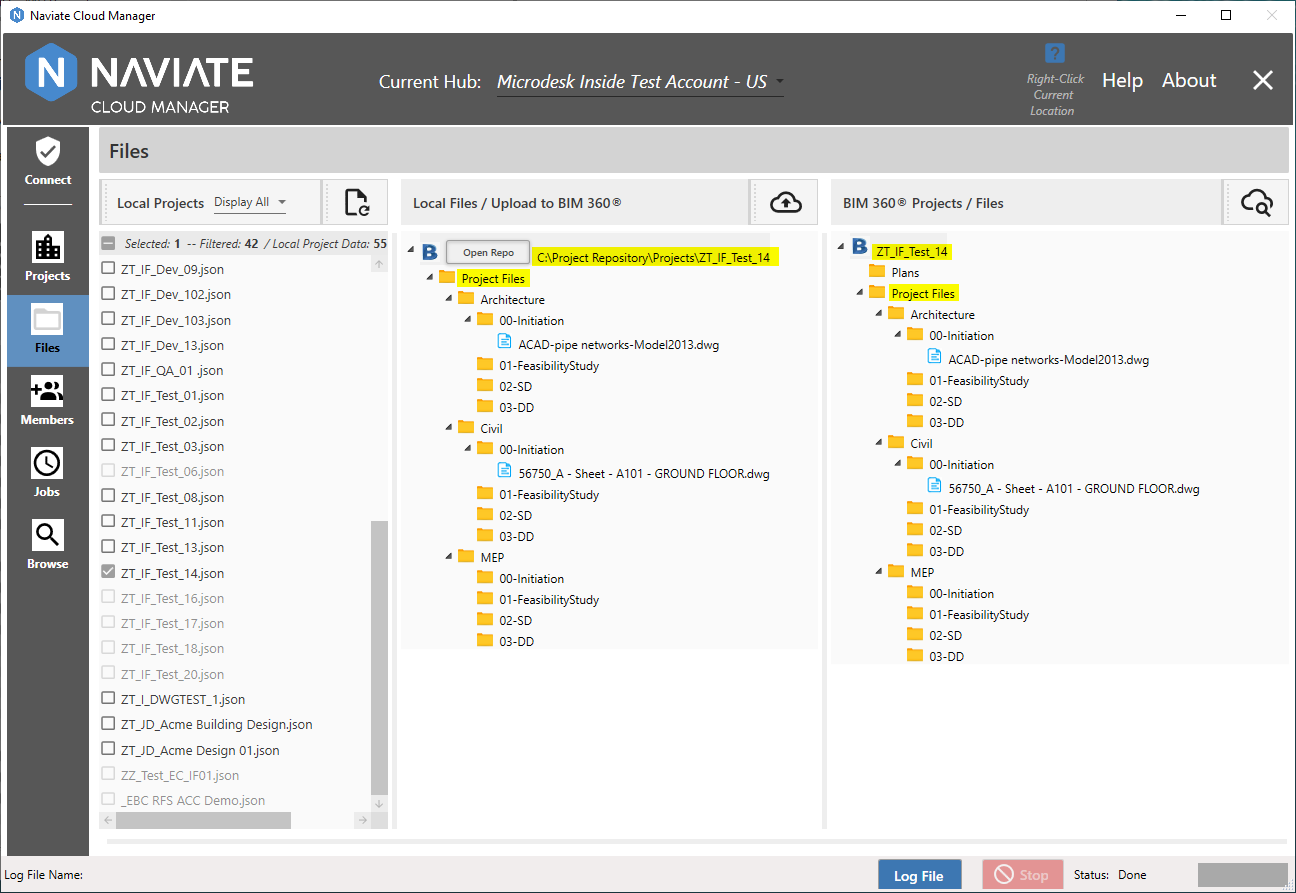 Naviate Cloud Manager
N NAVIATE
CLOUD MANAGER
Current Hub: Microdesk Inside Test Account - US
?
Right-Click
Current
Location
Help About
Connect
Projects
Files
Members
Jobs
Browse
Files
Local Projects Display All
Selected: 1 -- Filtered: 42 / Local Project Data: 55
ZT_IF_Dev_09.json
ZT_IF_Dev_102.json
ZT_IF_Dev_103.json
ZT_IF_Dev_13.json
ZT_IF_QA_01 .json
ZT_IF_Test_01.json
ZT_IF_Test_02.json
ZT_IF_Test_03.json
ZT_IF_Test_06.json
ZT_IF_Test_08.json
ZT_IF_Test_11.json
ZT_IF_Test_13.json
ZT_IF_Test_14.json
ZT_IF_Test_16.json
ZT_IF_Test_17.json
ZT_IF_Test_18.json
ZT_IF_Test_20.json
ZT_I_DWGTEST_1.json
ZT_JD_Acme Building Design.json
ZT_JD_Acme Design 01.json
ZZ_Test_EC_IF01.json
_EBC RFS ACC Demo.json
Local Files / Upload to BIM 360®
B Open Repo C:\Project Repository\Projects\ZT_IF_Test_14
Project Files
Architecture
00-Initiation
ACAD-pipe networks-Model2013.dwg
01-FeasibilityStudy
02-SD
03-DD
Civil
00-Initiation
56750_A - Sheet - A101 - GROUND FLOOR.dwg
01-FeasibilityStudy
02-SD
03-DD
MEP
00-Initiation
01-FeasibilityStudy
02-SD
03-DD
BIM 360® Projects / Files
B ZT_IF_Test_14
Plans
Project Files
Architecture
00-Initiation
ACAD-pipe networks-Model2013.dwg
01-FeasibilityStudy
02-SD
03-DD
Civil
00-Initiation
56750_A - Sheet - A101 - GROUND FLOOR.dwg
01-FeasibilityStudy
02-SD
03-DD
MEP
00-Initiation
01-FeasibilityStudy
02-SD
03-DD
Log File Name:
Log File
Stop
Status: Done